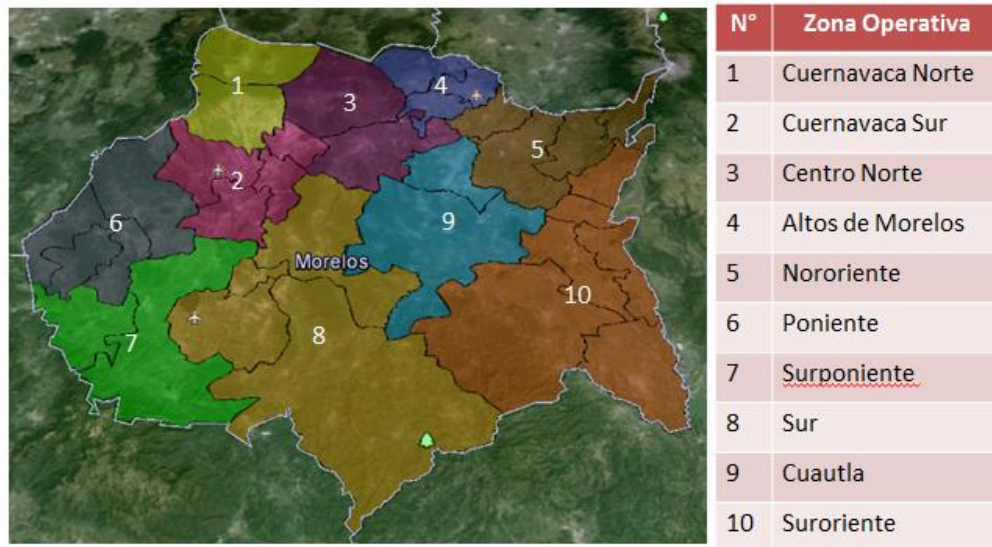 1
2
3
4
5
6
7
8
9
10
Morelos
N° Zona Operativa
1 Cuernavaca Norte
2 Cuernavaca Sur
3 Centro Norte
4 Altos de Morelos
5 Nororiente
6 Poniente
7 Surponiente
8 Sur
9 Cuautla
10 Suroriente